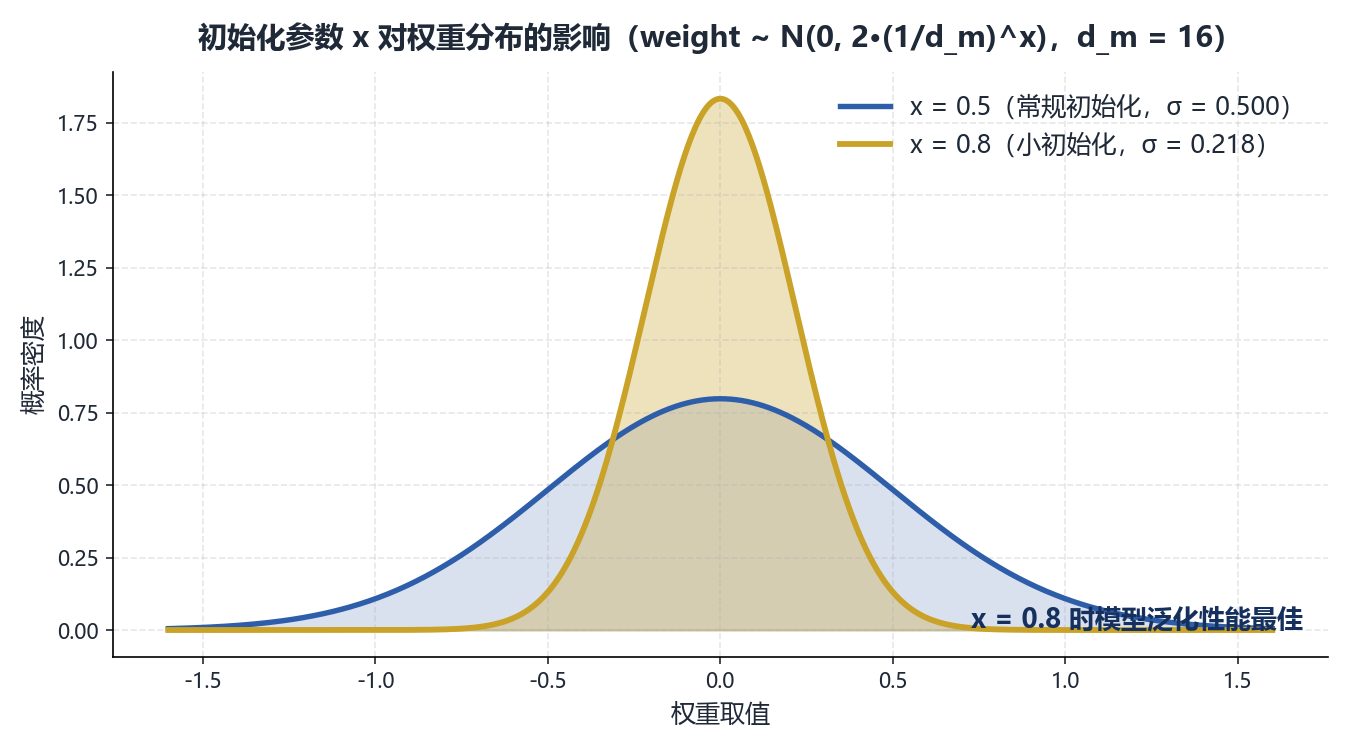 初始化参数 x 对权重分布的影响（weight ~ N(0, 2•(1/d_m)^x)，d_m = 16）
x = 0.5（常规初始化，σ = 0.500）
x = 0.8（小初始化，σ = 0.218）
概率密度
1.75
1.50
1.25
1.00
0.75
0.50
0.25
0.00
x = 0.8 时模型泛化性能最佳
-1.5 -1.0 -0.5 0.0 0.5 1.0 1.5
权重取值